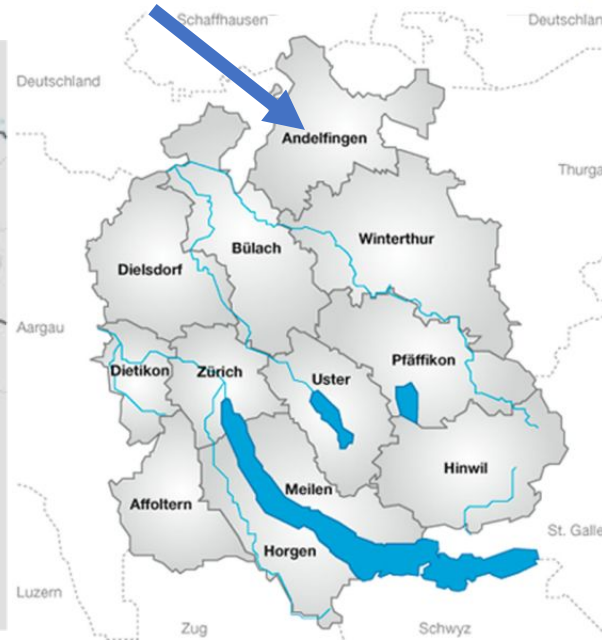 Schaffhausen
Deutschlan
Deutschland
Andelfingen
Thurga
Winterthur
Bülach
Dielsdorf
Aargau
Pfäffikon
Dietikon
Zürich
Uster
Hinwil
Meilen
Affoltern
St. Galle
Horgen
Luzern
Zug
Schwyz